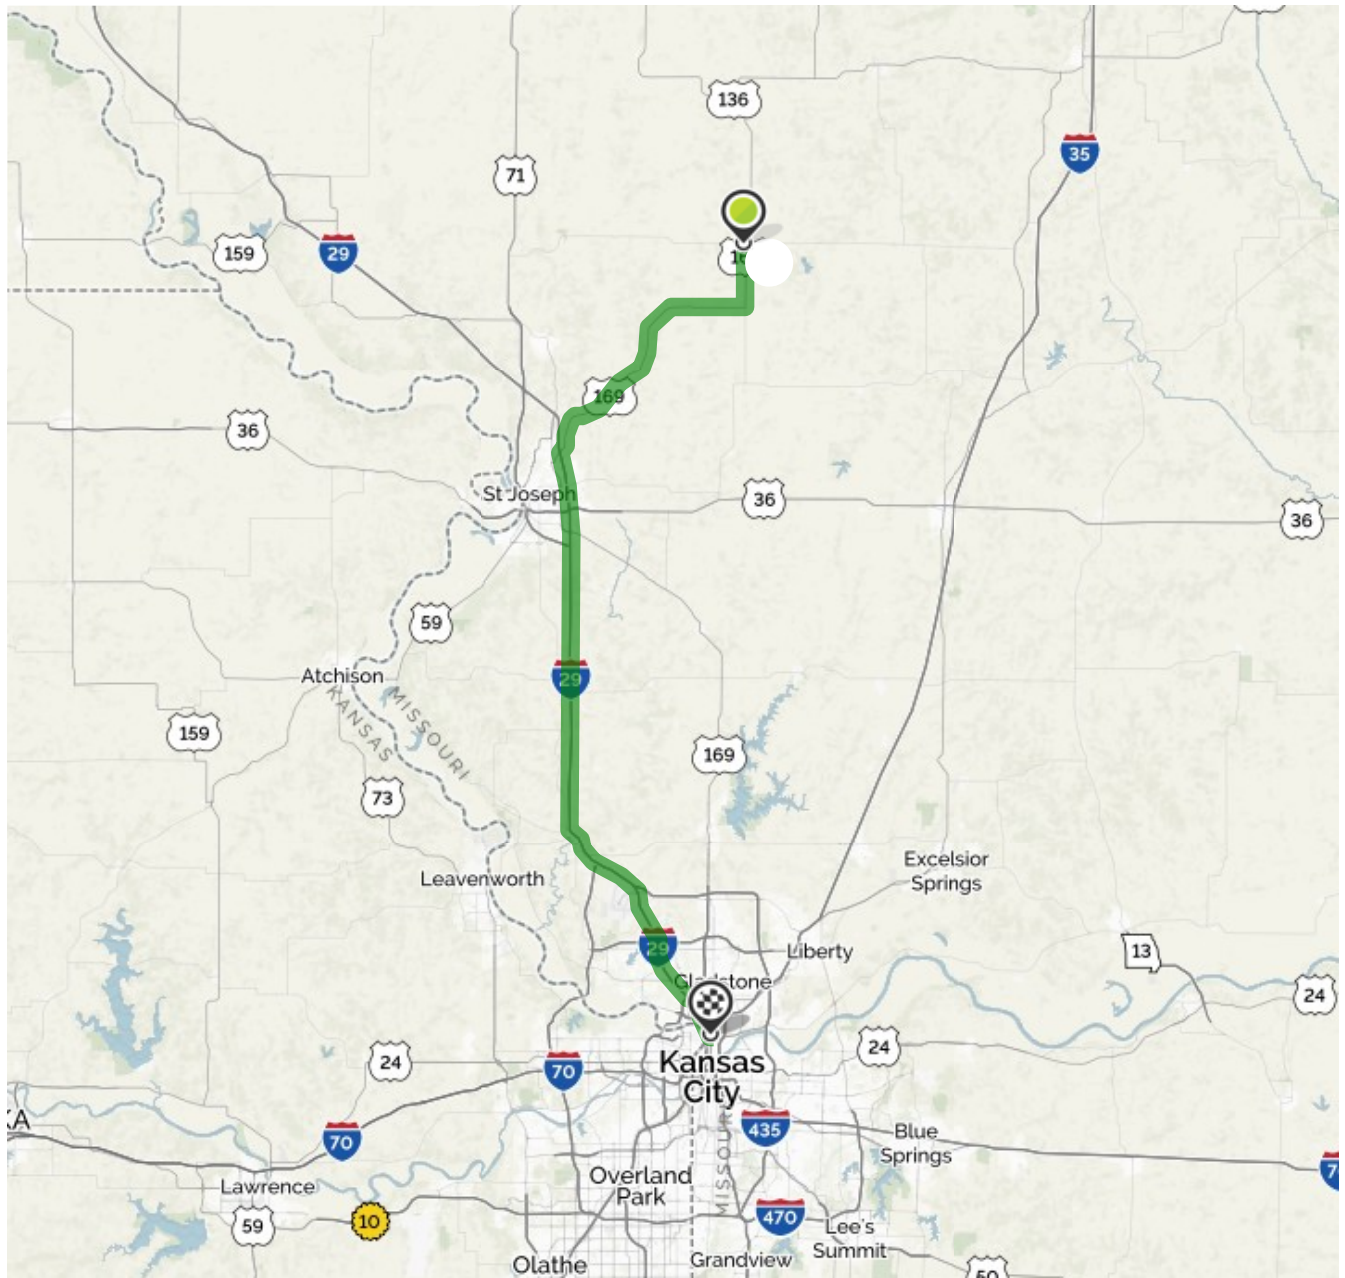 136
35
71
159
29
169
36
St Joseph
36
36
59
Atchison
KANSAS
MISSOURI
29
159
169
73
Excelsior
Springs
Leavenworth
29
Liberty
13
Gladstone
24
24
24
Kansas
City
70
70
435
MISSOURI
Blue
Springs
Overland
Park
Lawrence
59
10
470
Lee's
Summit
Grandview
Olathe